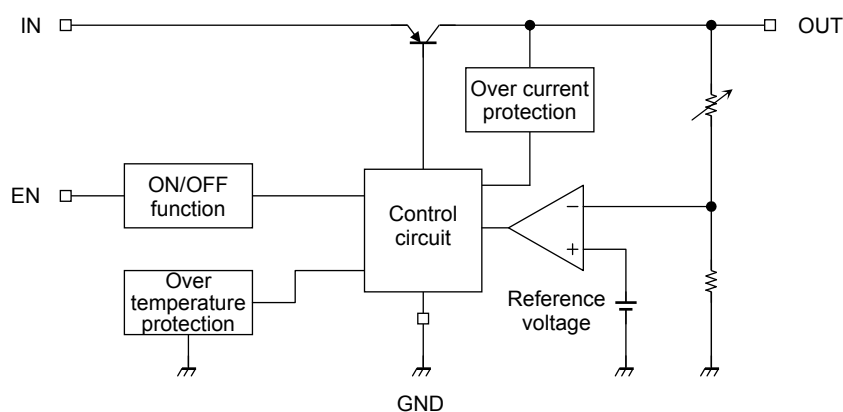 IN
OUT
Over current
protection
EN
ON/OFF
function
Control
circuit
−
+
Over
temperature
protection
Reference
voltage
GND